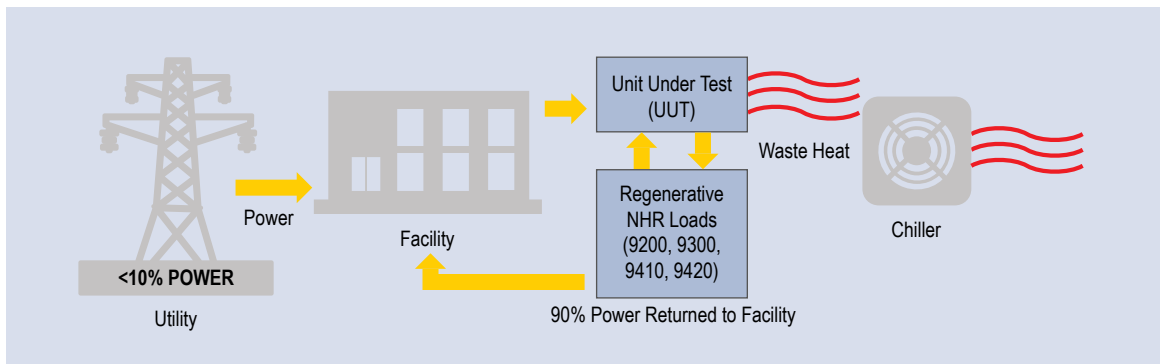 <10% POWER
Utility
Power
Facility
Unit Under Test
(UUT)
Regenerative
NHR Loads
(9200, 9300,
9410, 9420)
90% Power Returned to Facility
Waste Heat
Chiller